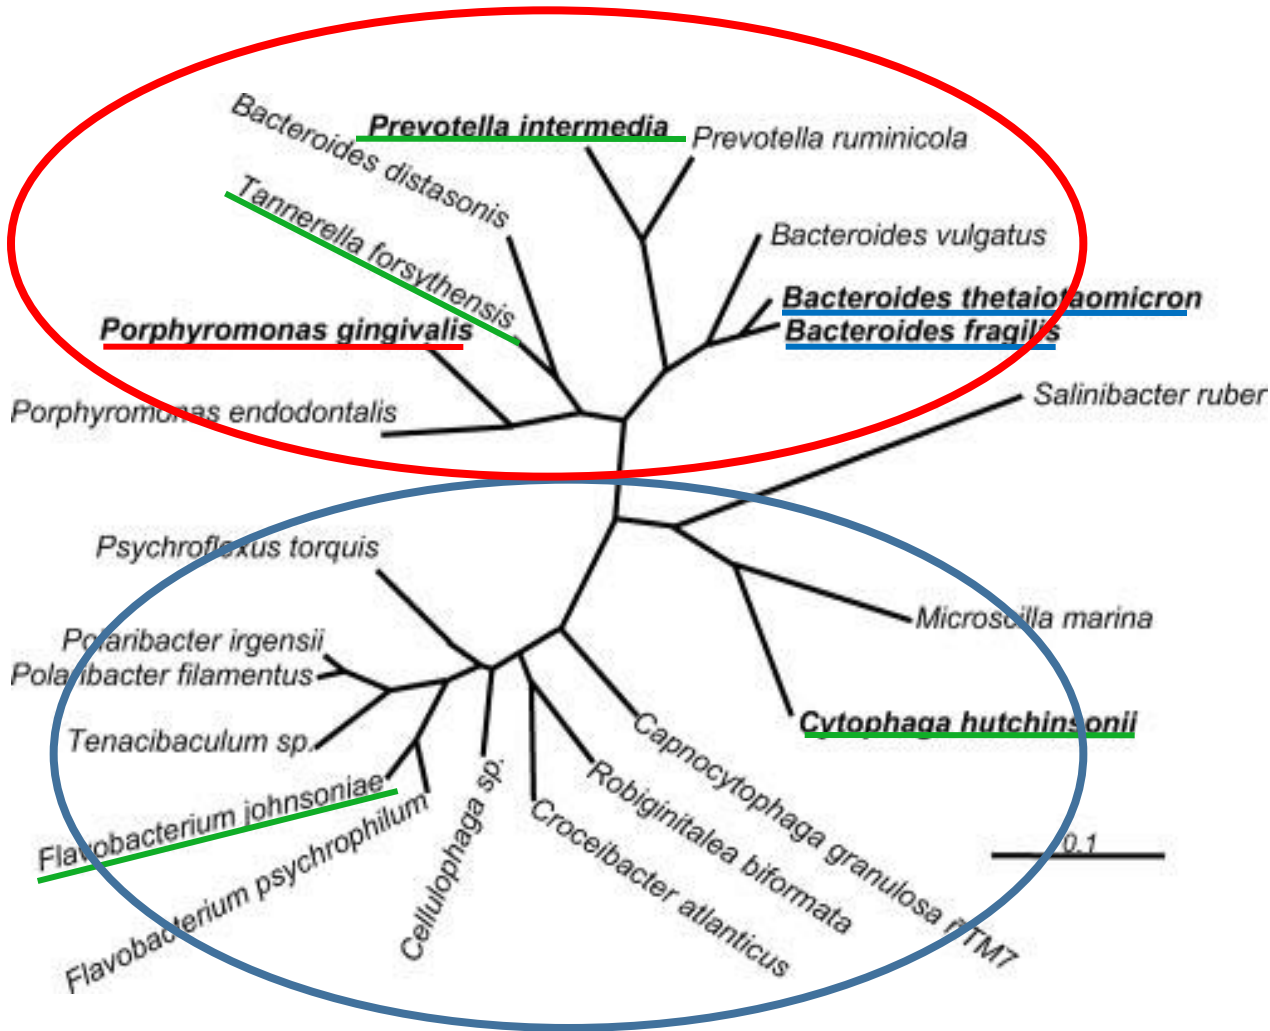 Bacteroides distasonis
Prevotella intermedia
Prevotella ruminicola
Tannerella forsythensis
Bacteroides vulgatus
Bacteroides thetaiotaomicron
Bacteroides fragilis
Porphyromonas gingivalis
Salinibacter ruber
Porphyromonas endodontalis
Psychroflexus torquis
Microscilla marina
Polaribacter irgensii
Polaribacter filamentus
Cytophaga hutchinsonii
Tenacibaculum sp.
Flavobacterium johnsoniae
Flavobacterium psychrophilum
Cellulophaga sp.
Croceibacter atlanticus
Robiginitalea biformata
Capnocytophaga granulosa ñTM7
0.1